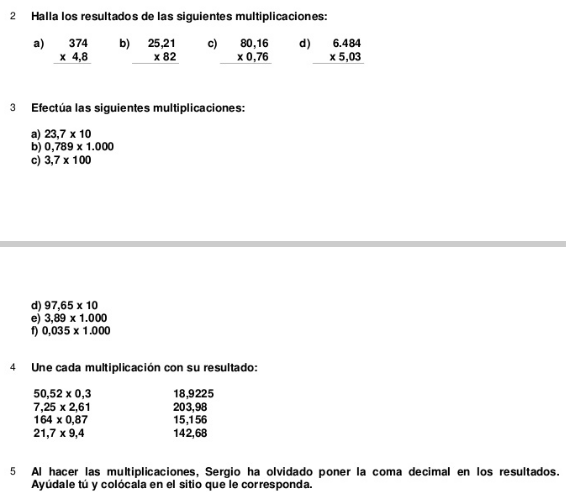 2 Halla los resultados de las siguientes multiplicaciones:
a) 374 b) 25,21 c) 80,16 d) 6.484
x 4,8 x 82 x 0,76 x 5,03
3 Efectúa las siguientes multiplicaciones:
a) 23,7 x 10
b) 0,789 x 1.000
c) 3,7 x 100
d) 97,65 x 10
e) 3,89 x 1.000
f) 0,035 x 1.000
4 Une cada multiplicación con su resultado:
50,52 x 0,3 18,9225
7,25 x 2,61 203,98
164 x 0,87 15,156
21,7 x 9,4 142,68
5 Al hacer las multiplicaciones, Sergio ha olvidado poner la coma decimal en los resultados.
Ayúdale tú y colócala en el sitio que le corresponda.